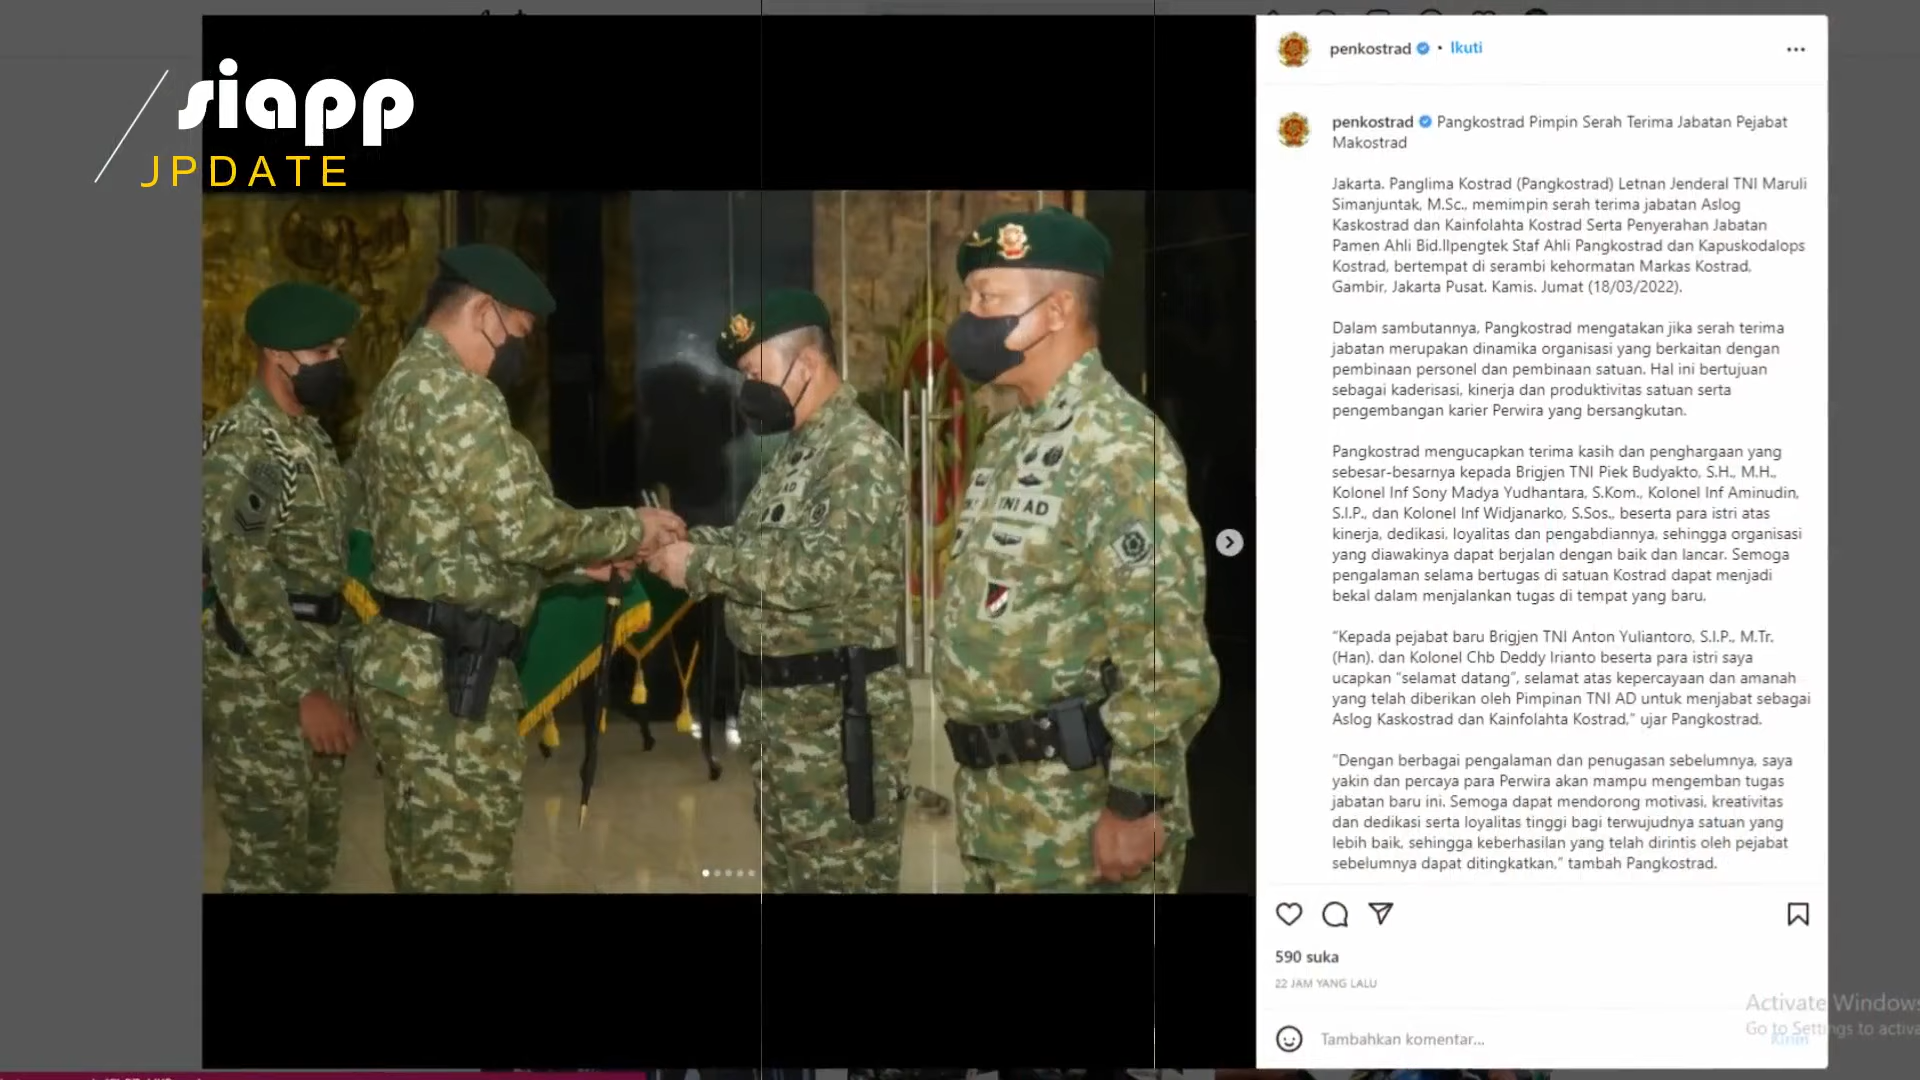 siapp
UPDATE
penkostrad • Ikuti
penkostrad Pangkostrad Pimpin Serah Terima Jabatan Pejabat
Makostrad
Jakarta. Panglima Kostrad (Pangkostrad) Letnan Jenderal TNI Maruli
Simanjuntak, M.Sc., memimpin serah terima jabatan Aslog
Kaskostrad dan Kainfolahta Kostrad Serta Penyerahan Jabatan
Pamen Ahli Bid.IIpengtek Staf Ahli Pangkostrad dan Kapuskodalops
Kostrad, bertempat di serambi kehormatan Markas Kostrad,
Gambir, Jakarta Pusat. Kamis. Jumat (18/03/2022).
Dalam sambutannya, Pangkostrad mengatakan jika serah terima
jabatan merupakan dinamika organisasi yang berkaitan dengan
pembinaan personel dan pembinaan satuan. Hal ini bertujuan
sebagai kaderisasi, kinerja dan produktivitas satuan serta
pengembangan karier Perwira yang bersangkutan.
Pangkostrad mengucapkan terima kasih dan penghargaan yang
sebesar-besarnya kepada Brigjen TNI Piek Budyakto, S.H., M.H.,
Kolonel Inf Sony Madya Yudhantara, S.Kom., Kolonel Inf Aminudin,
S.I.P., dan Kolonel Inf Widjanarko, S.Sos., beserta para istri atas
kinerja, dedikasi, loyalitas dan pengabdiannya, sehingga organisasi
yang diawakinya dapat berjalan dengan baik dan lancar. Semoga
pengalaman selama bertugas di satuan Kostrad dapat menjadi
bekal dalam menjalankan tugas di tempat yang baru.
“Kepada pejabat baru Brigjen TNI Anton Yuliantoro, S.I.P., M.Tr.
(Han). dan Kolonel Chb Deddy Irianto beserta para istri saya
ucapkan “selamat datang”, selamat atas kepercayaan dan amanah
yang telah diberikan oleh Pimpinan TNI AD untuk menjabat sebagai
Aslog Kaskostrad dan Kainfolahta Kostrad,” ujar Pangkostrad.
“Dengan berbagai pengalaman dan penugasan sebelumnya, saya
yakin dan percaya para Perwira akan mampu mengemban tugas
jabatan baru ini. Semoga dapat mendorong motivasi, kreativitas
dan dedikasi serta loyalitas tinggi bagi terwujudnya satuan yang
lebih baik, sehingga keberhasilan yang telah dirintis oleh pejabat
sebelumnya dapat ditingkatkan,” tambah Pangkostrad.
590 suka
22 JAM YANG LALU
Tambahkan komentar...
Kirim
Activate Windows
Go to Settings to activa
TNI AD